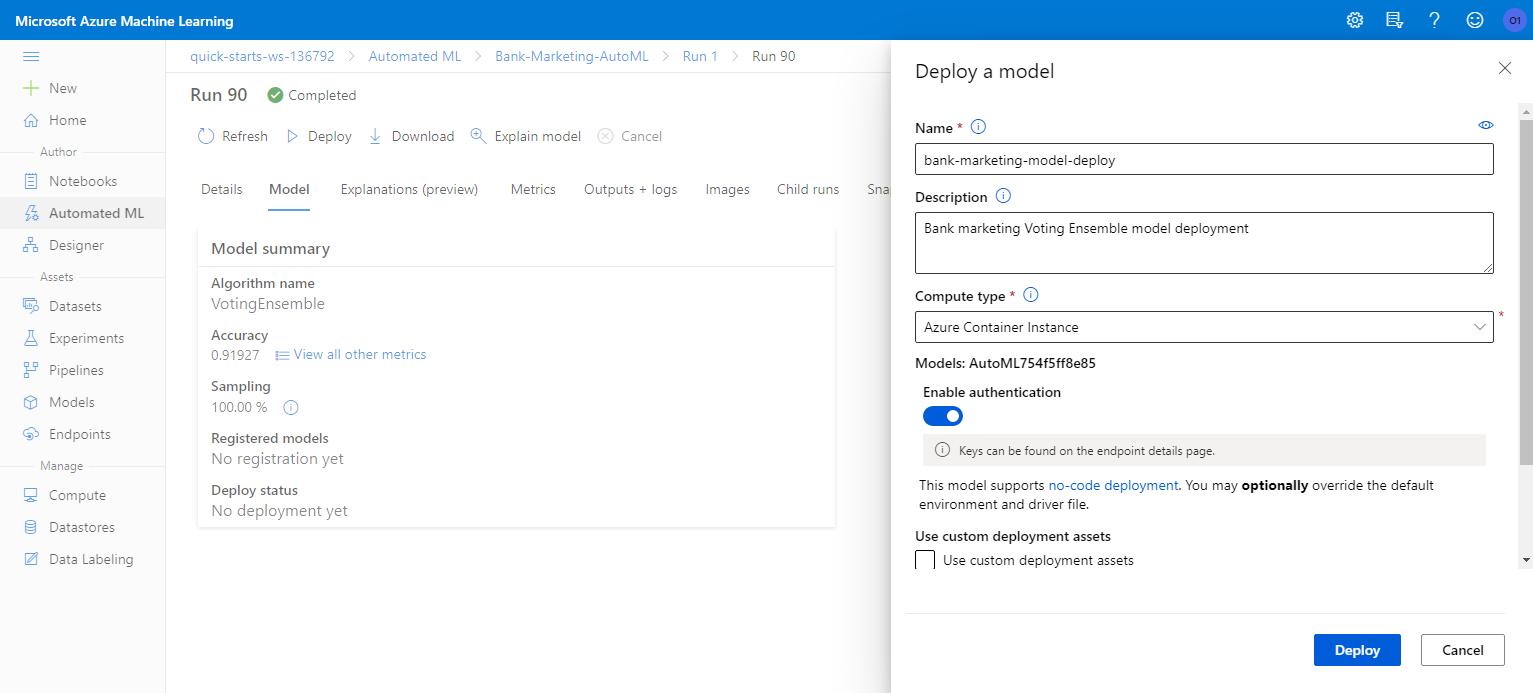 Microsoft Azure Machine Learning
O1
New
Home
Author
Notebooks
Automated ML
Designer
Assets
Datasets
Experiments
Pipelines
Models
Endpoints
Manage
Compute
Datastores
Data Labeling
quick-starts-ws-136792 > Automated ML > Bank-Marketing-AutoML > Run 1 > Run 90
Run 90 Completed
Refresh Deploy Download Explain model Cancel
Details Model Explanations (preview) Metrics Outputs + logs Images Child runs Sna
Model summary
Algorithm name
VotingEnsemble
Accuracy
0.91927 View all other metrics
Sampling
100.00 %
Registered models
No registration yet
Deploy status
No deployment yet
Deploy a model
Name *
bank-marketing-model-deploy
Description
Bank marketing Voting Ensemble model deployment
Compute type *
Azure Container Instance *
Models: AutoML754f5ff8e85
Enable authentication
Keys can be found on the endpoint details page.
This model supports no-code deployment. You may optionally override the default
environment and driver file.
Use custom deployment assets
Use custom deployment assets
Deploy Cancel